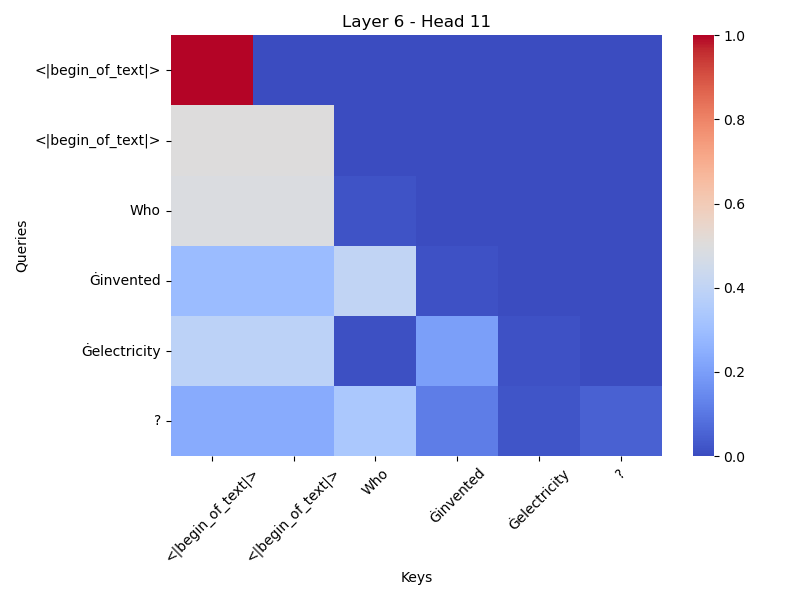 Layer 6 - Head 11
Queries
<|begin_of_text|>
<|begin_of_text|>
Who
Ġinvented
Ġelectricity
?
<|begin_of_text|>
<|begin_of_text|>
Who
Ġinvented
Ġelectricity
?
Keys
1.0
0.8
0.6
0.4
0.2
0.0